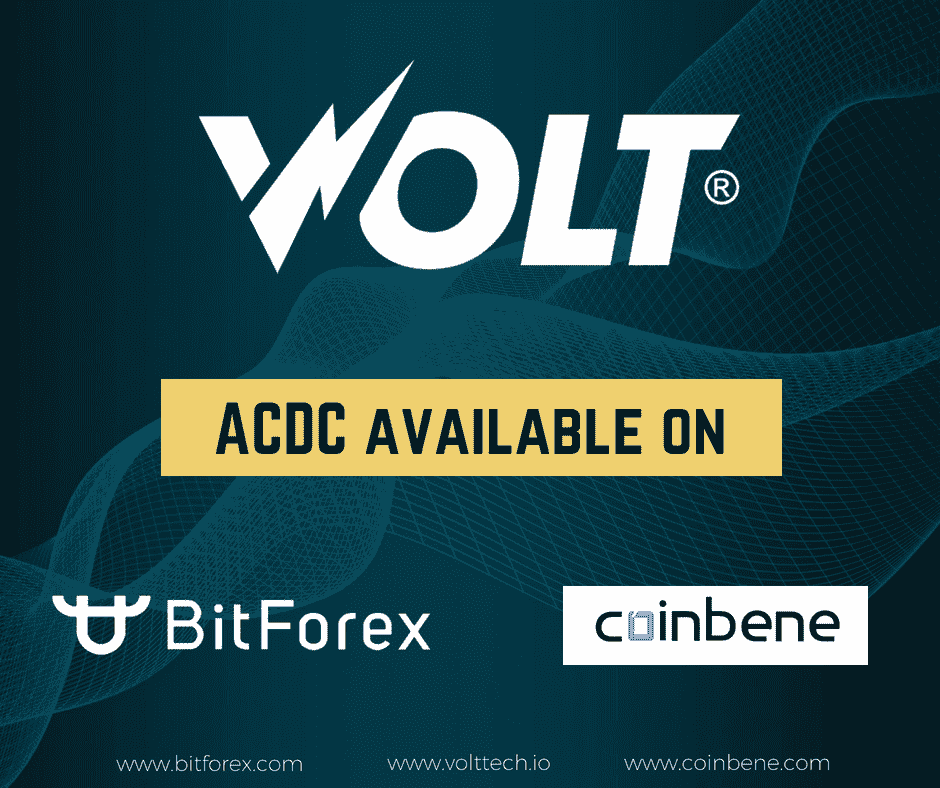 VOLT®
ACDC AVAILABLE ON
BitForex
coinbene
www.bitforex.com
www.volttech.io
www.coinbene.com